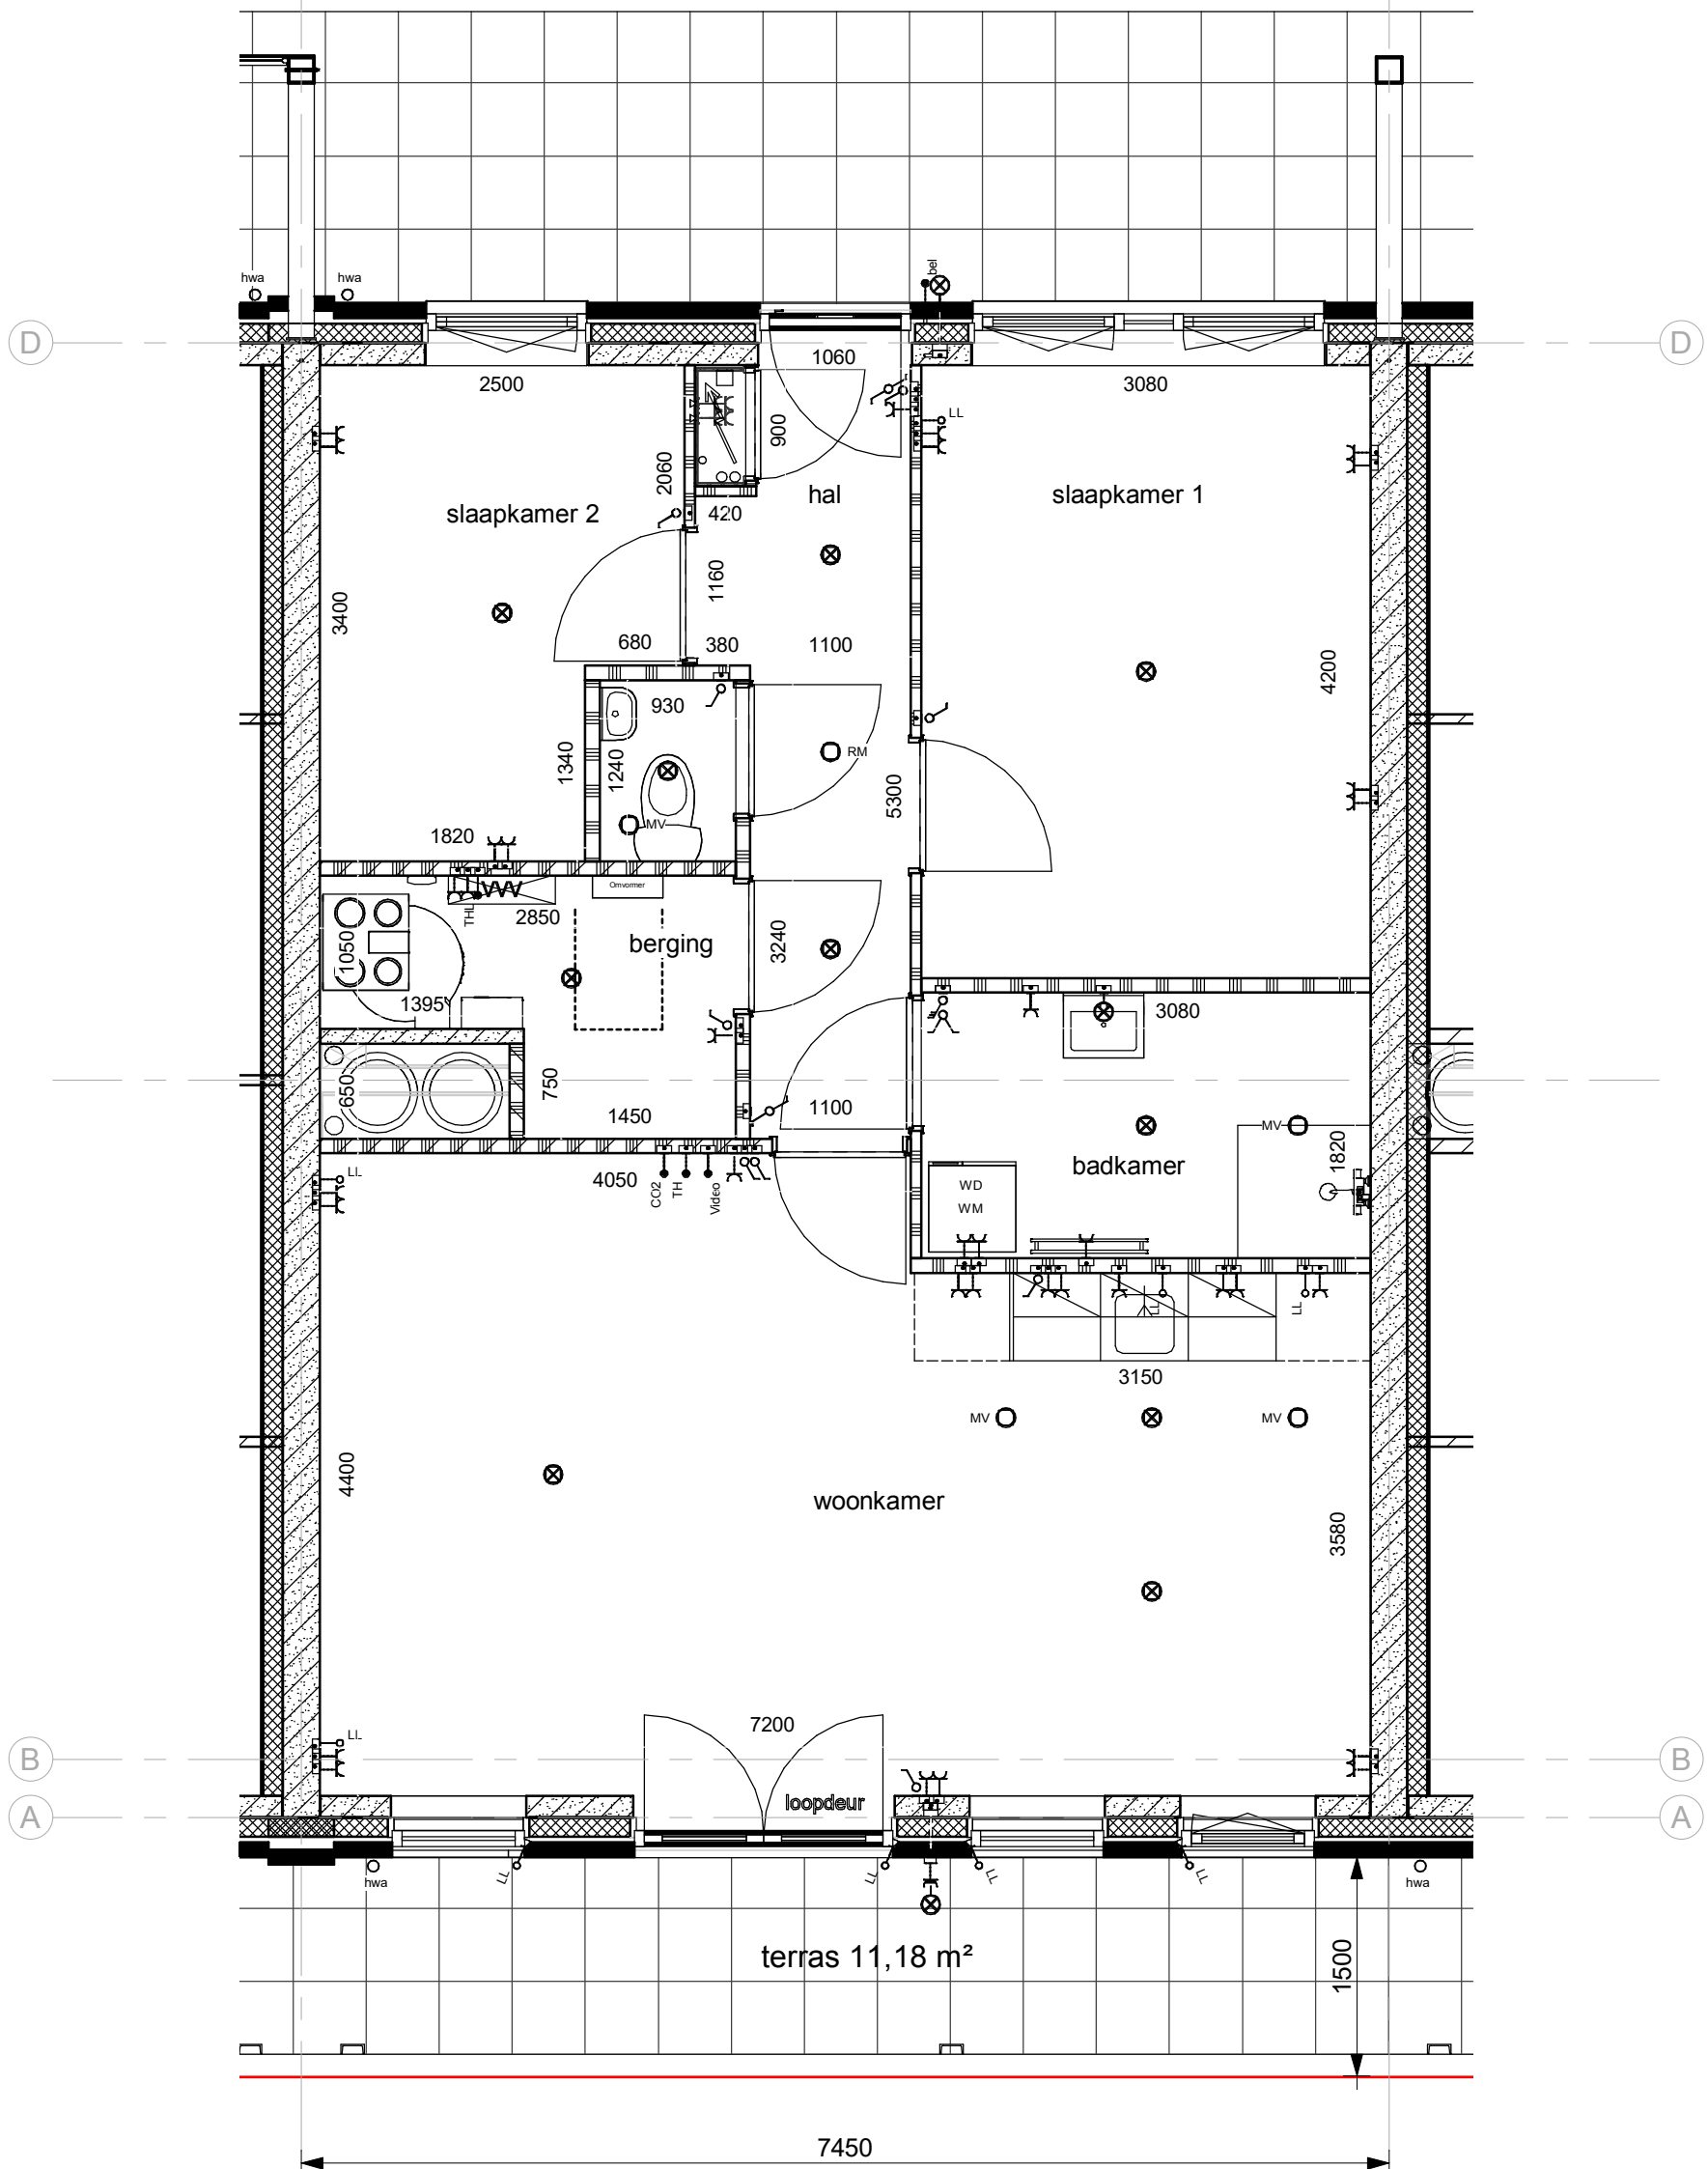 hwa
hwa
bel
D
D
1060
2500
3080
900
LL
2060
hal
slaapkamer 1
slaapkamer 2
420
1160
3400
680
380
1100
4200
930
1340
1240
RM
5300
MV
1820
Omvormer
THL
2850
berging
3240
1050
1395
3080
650
750
1450
1100
MV
1820
badkamer
LL
4050
CO2
TH
Video
WD
WM
LL
LL
3150
MV
MV
4400
woonkamer
3580
LL
7200
B
B
loopdeur
A
A
hwa
LL
LL
LL
LL
hwa
terras 11,18 m²
1500
7450